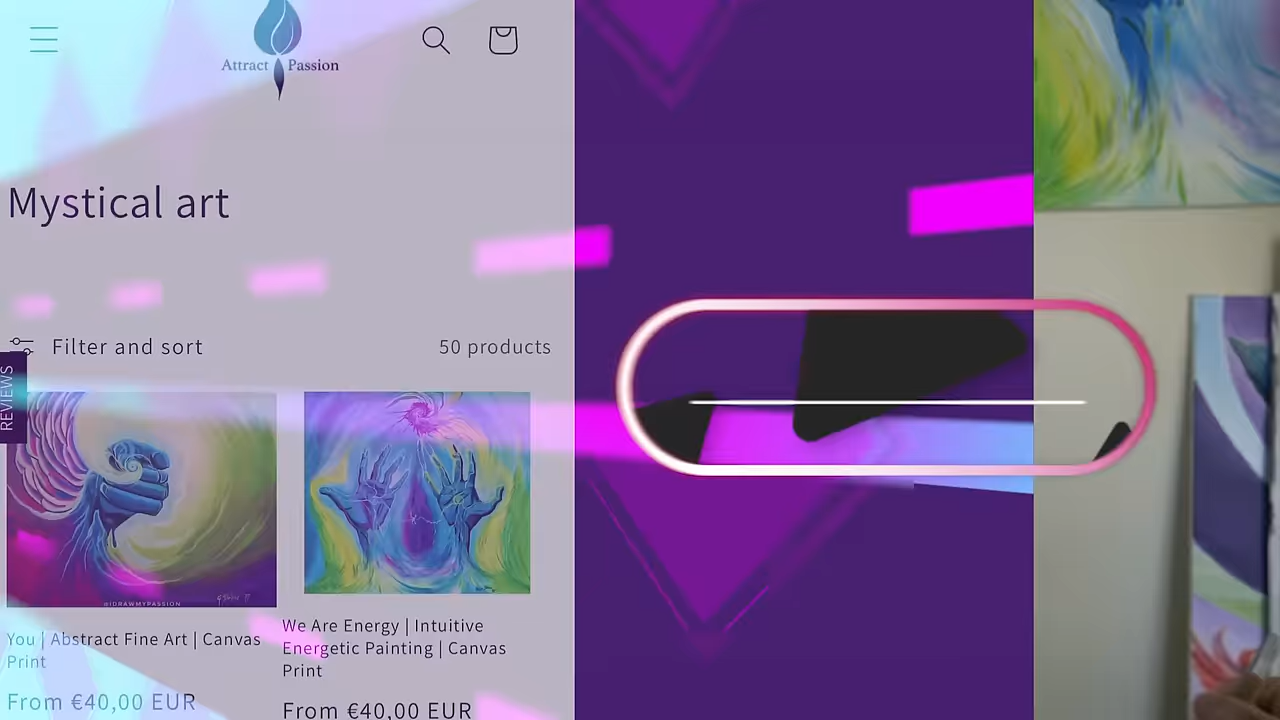 Attract Passion
Mystical art
Filter and sort
50 products
REVIEWS
@IDRAWMYPASSION
You | Abstract Fine Art | Canvas
Print
From €40,00 EUR
We Are Energy | Intuitive
Energetic Painting | Canvas
Print
From €40,00 EUR